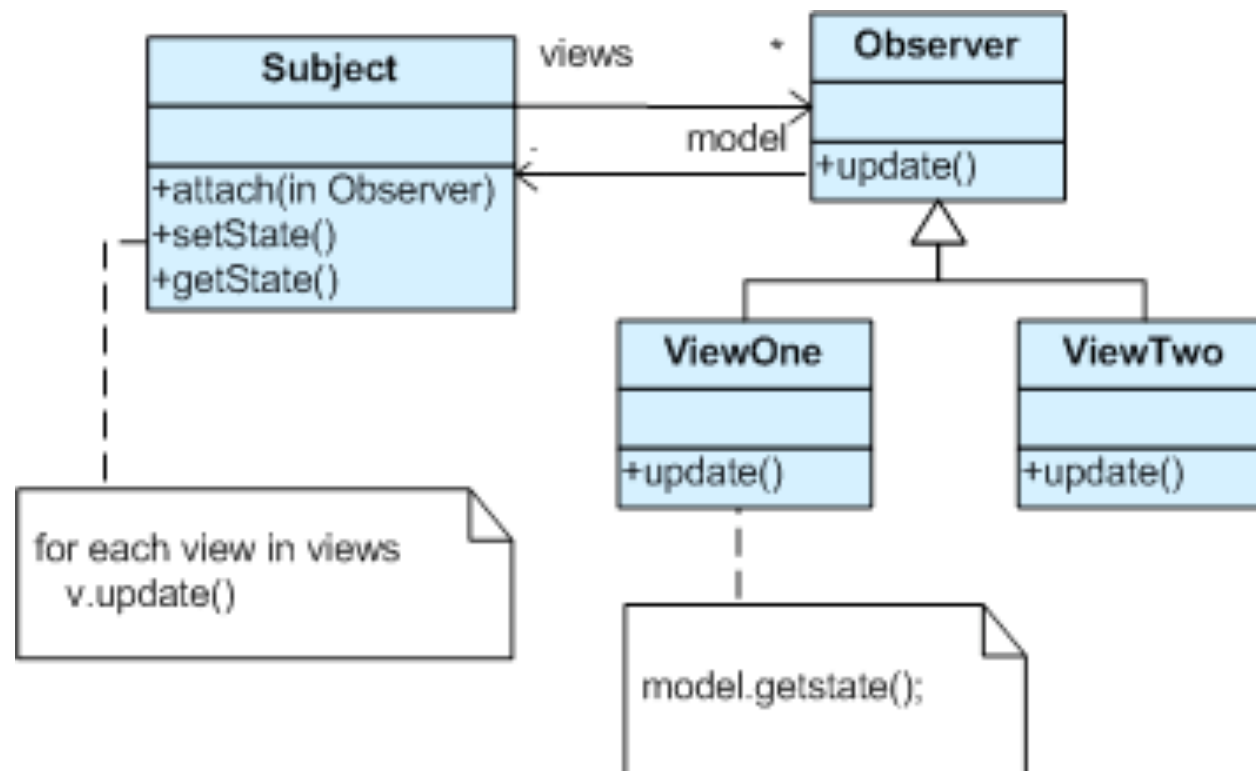 Subject
+attach(in Observer)
+setState()
+getState()
views
*
model
Observer
+update()
ViewOne
+update()
ViewTwo
+update()
for each view in views
v.update()
model.getstate();